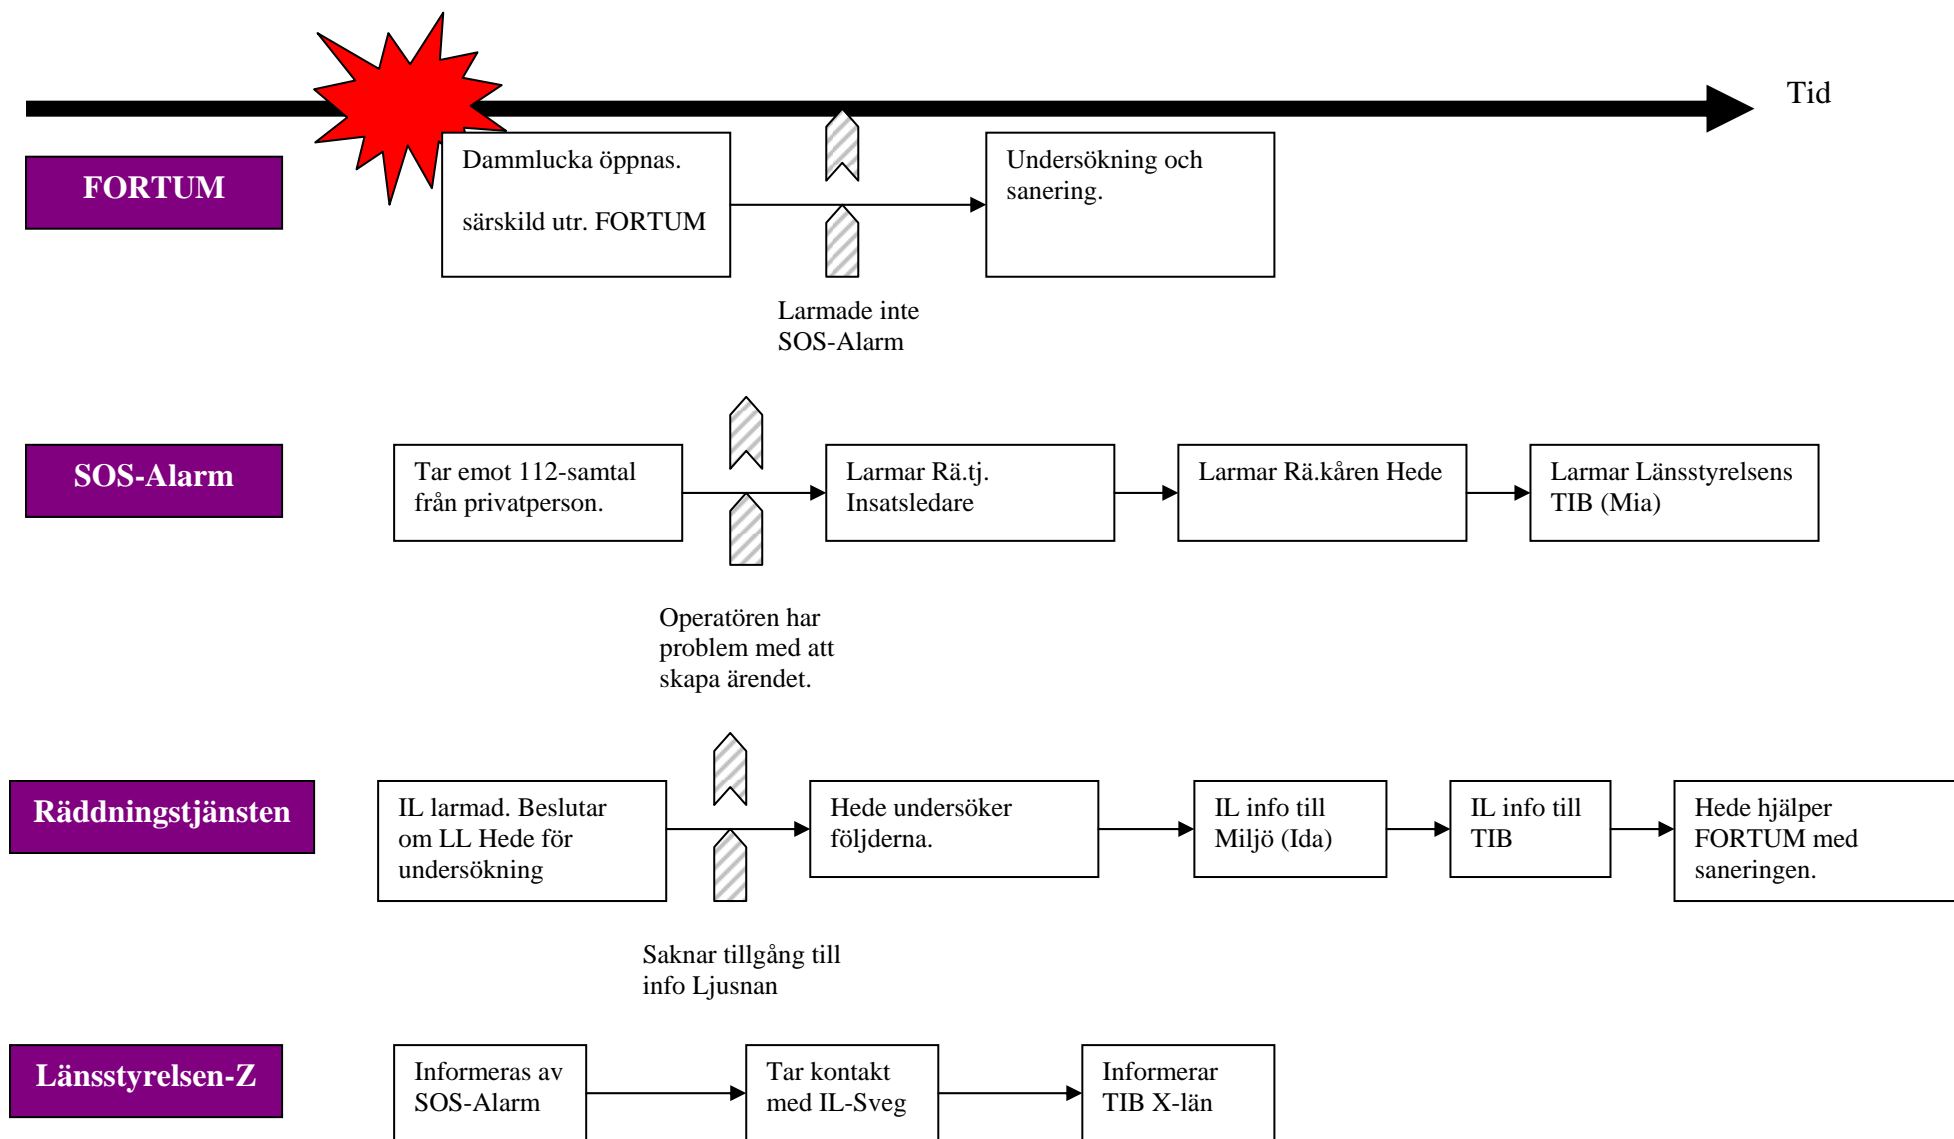 Tid
FORTUM
Dammlucka öppnas.
särskild utr. FORTUM
Undersökning och
sanering.
Larmade inte
SOS-Alarm
SOS-Alarm
Tar emot 112-samtal
från privatperson.
Larmar Rä.tj.
Insatsledare
Larmar Rä.kåren Hede
Larmar Länsstyrelsens
TIB (Mia)
Operatören har
problem med att
skapa ärendet.
Räddningstjänsten
IL larmad. Beslutar
om LL Hede för
undersökning
Hede undersöker
följderna.
IL info till
Miljö (Ida)
IL info till
TIB
Hede hjälper
FORTUM med
saneringen.
Saknar tillgång till
info Ljusnan
Länsstyrelsen-Z
Informeras av
SOS-Alarm
Tar kontakt
med IL-Sveg
Informerar
TIB X-län